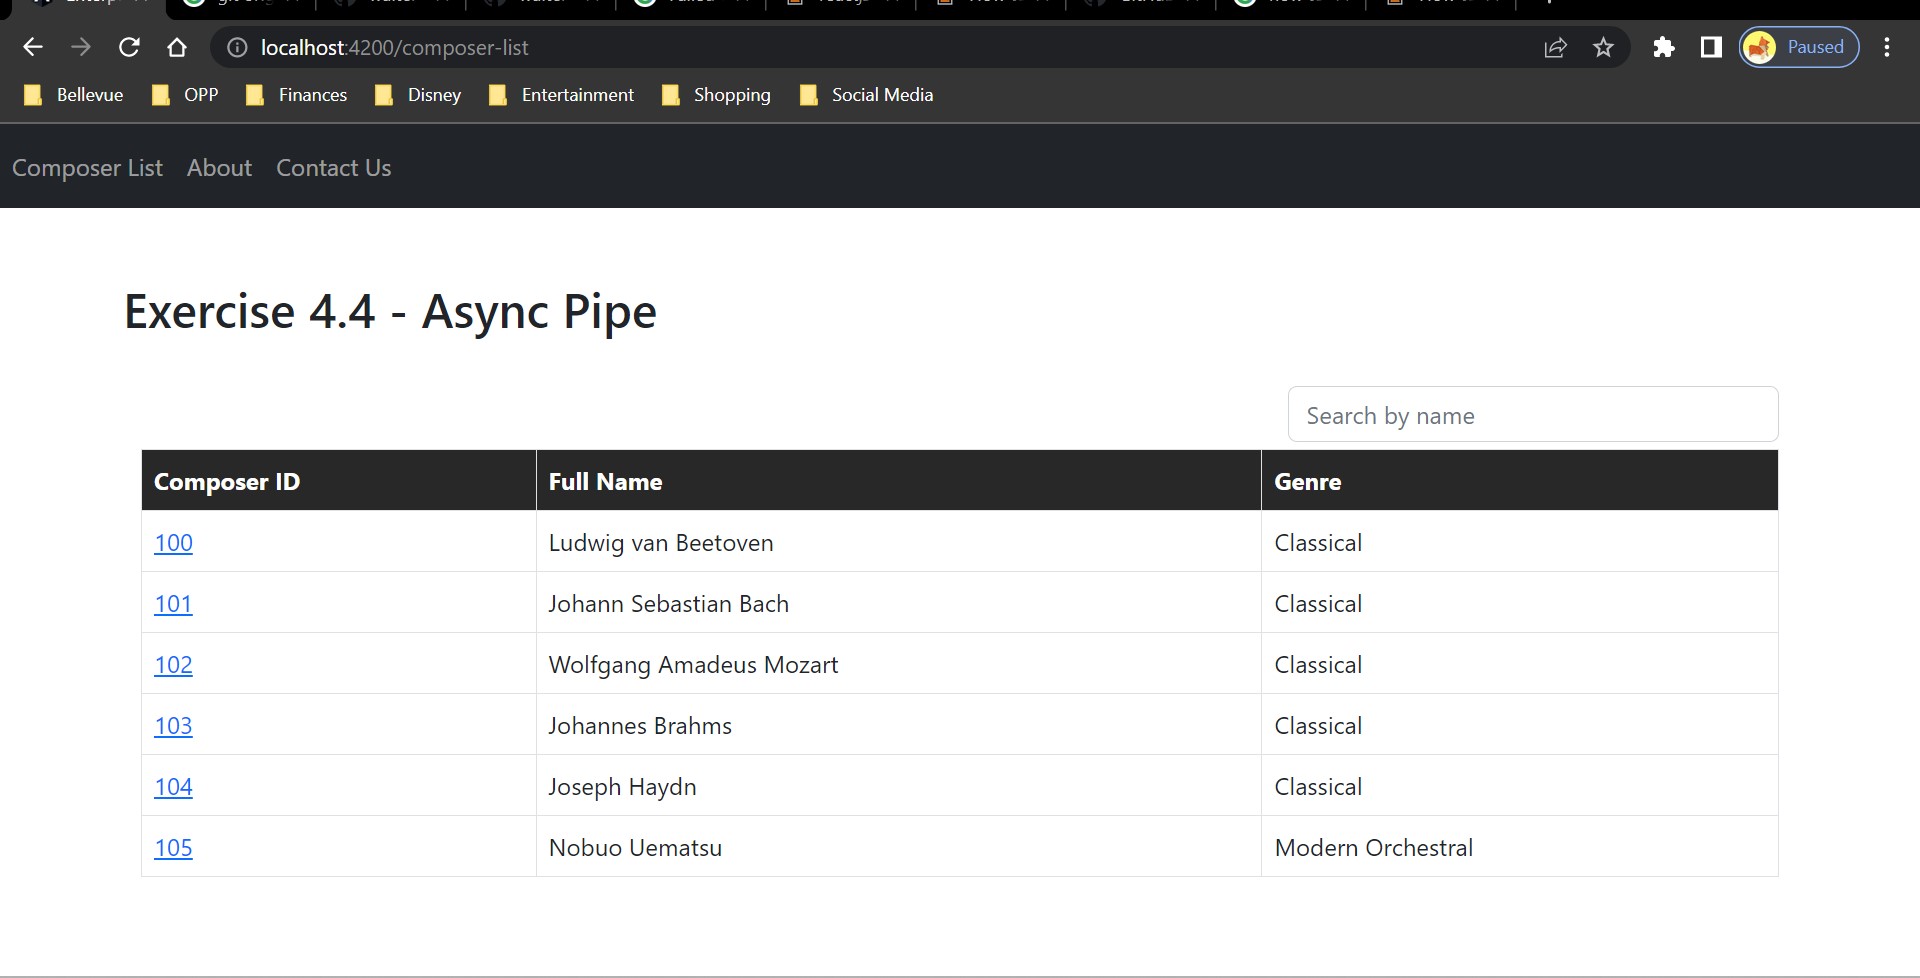 localhost:4200/composer-list
Paused
Bellevue OPP Finances Disney Entertainment Shopping Social Media
Composer List About Contact Us
Exercise 4.4 - Async Pipe
Search by name
Composer ID Full Name Genre
100 Ludwig van Beetoven Classical
101 Johann Sebastian Bach Classical
102 Wolfgang Amadeus Mozart Classical
103 Johannes Brahms Classical
104 Joseph Haydn Classical
105 Nobuo Uematsu Modern Orchestral